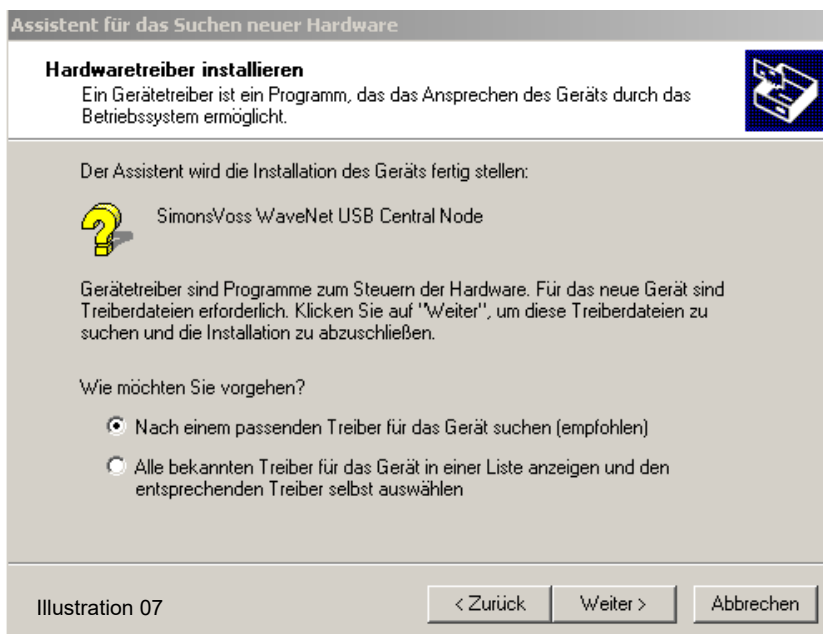 Assistent für das Suchen neuer Hardware
Hardwaretreiber installieren
Ein Gerätetreiber ist ein Programm, das das Ansprechen des Geräts durch das
Betriebssystem ermöglicht.
Der Assistent wird die Installation des Geräts fertig stellen:
SimonsVoss WaveNet USB Central Node
Gerätetreiber sind Programme zum Steuern der Hardware. Für das neue Gerät sind
Treiberdateien erforderlich. Klicken Sie auf "Weiter", um diese Treiberdateien zu
suchen und die Installation zu abzuschließen.
Wie möchten Sie vorgehen?
Nach einem passenden Treiber für das Gerät suchen (empfohlen)
Alle bekannten Treiber für das Gerät in einer Liste anzeigen und den
entsprechenden Treiber selbst auswählen
Illustration 07
< Zurück Weiter > Abbrechen